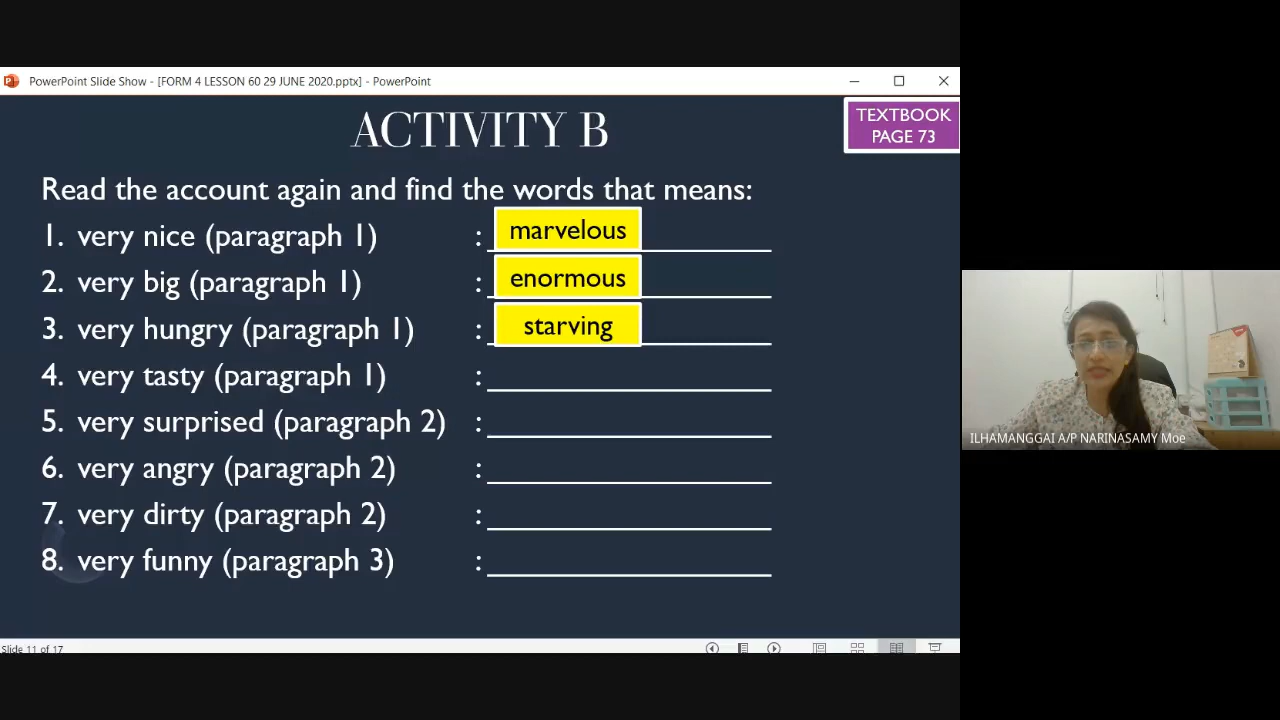 PowerPoint Slide Show - [FORM 4 LESSON 60 29 JUNE 2020.pptx] - PowerPoint
ACTIVITY B
TEXTBOOK
PAGE 73
Read the account again and find the words that means:
1. very nice (paragraph 1) : marvelous
2. very big (paragraph 1) : enormous
3. very hungry (paragraph 1) : starving
4. very tasty (paragraph 1) :
5. very surprised (paragraph 2) :
6. very angry (paragraph 2) :
7. very dirty (paragraph 2) :
8. very funny (paragraph 3) :
Slide 11 of 17
ILHAMANGGAI A/P NARINASAMY Moe